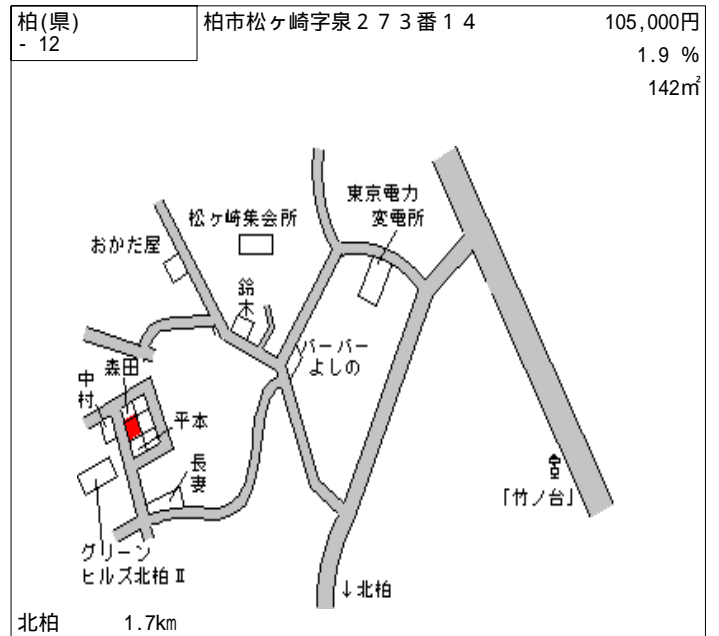 柏(県)
- 12
柏市松ヶ崎字泉２７３番１４
105,000円
1.9 %
142㎡
東京電力
変電所
松ヶ崎集会所
おかだ屋
鈴木
バーバー
よしの
森田
中村
平本
長妻
「竹ノ台」
グリーン
ヒルズ北柏Ⅱ
↓北柏
北柏 1.7km